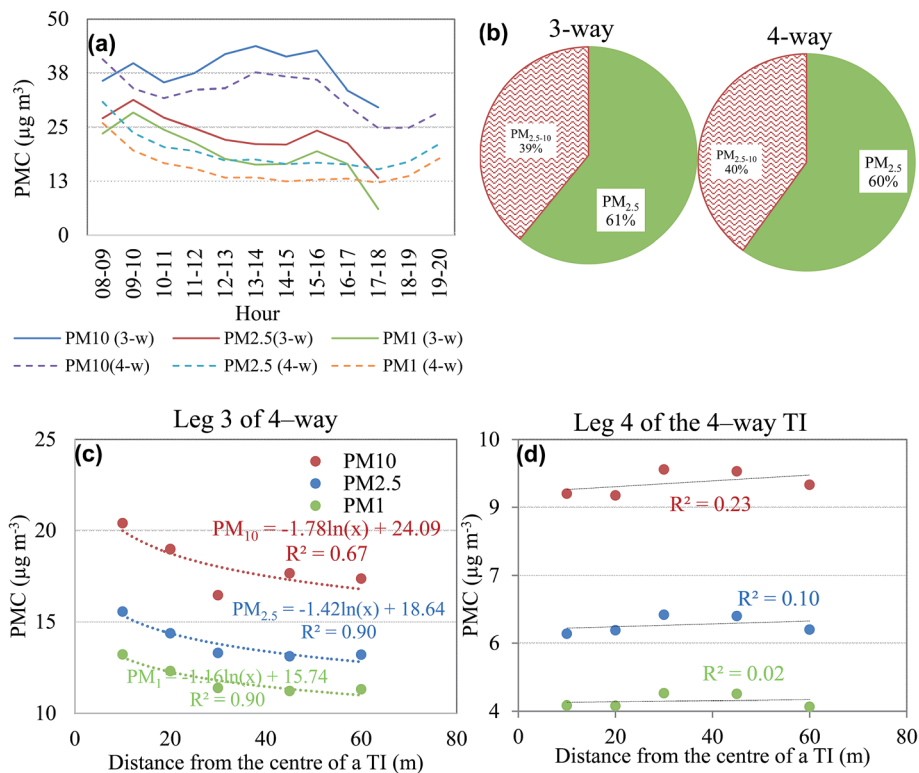 (a)
50
38
25
13
0
PMC (µg m³)
08-09
09-10
10-11
11-12
12-13
13-14
14-15
15-16
16-17
17-18
18-19
19-20
Hour
PM10 (3-w) PM2.5(3-w) PM1 (3-w)
PM10(4-w) PM2.5 (4-w) PM1 (4-w)
(b)
3-way 4-way
PM2.5-10
39%
PM2.5
61%
PM2.5-10
40%
PM2.5
60%
Leg 3 of 4–way
(c)
25
20
15
10
PMC (µg m-3)
PM10
PM2.5
PM1
PM10 = -1.78ln(x) + 24.09
R² = 0.67
PM2.5 = -1.42ln(x) + 18.64
R² = 0.90
PM1 = -1.16ln(x) + 15.74
R² = 0.90
0 20 40 60 80
Distance from the centre of a TI (m)
Leg 4 of the 4–way TI
(d)
10
9
7
6
4
PMC (µg m-3)
R² = 0.23
R² = 0.10
R² = 0.02
0 20 40 60 80
Distance from the centre of a TI (m)